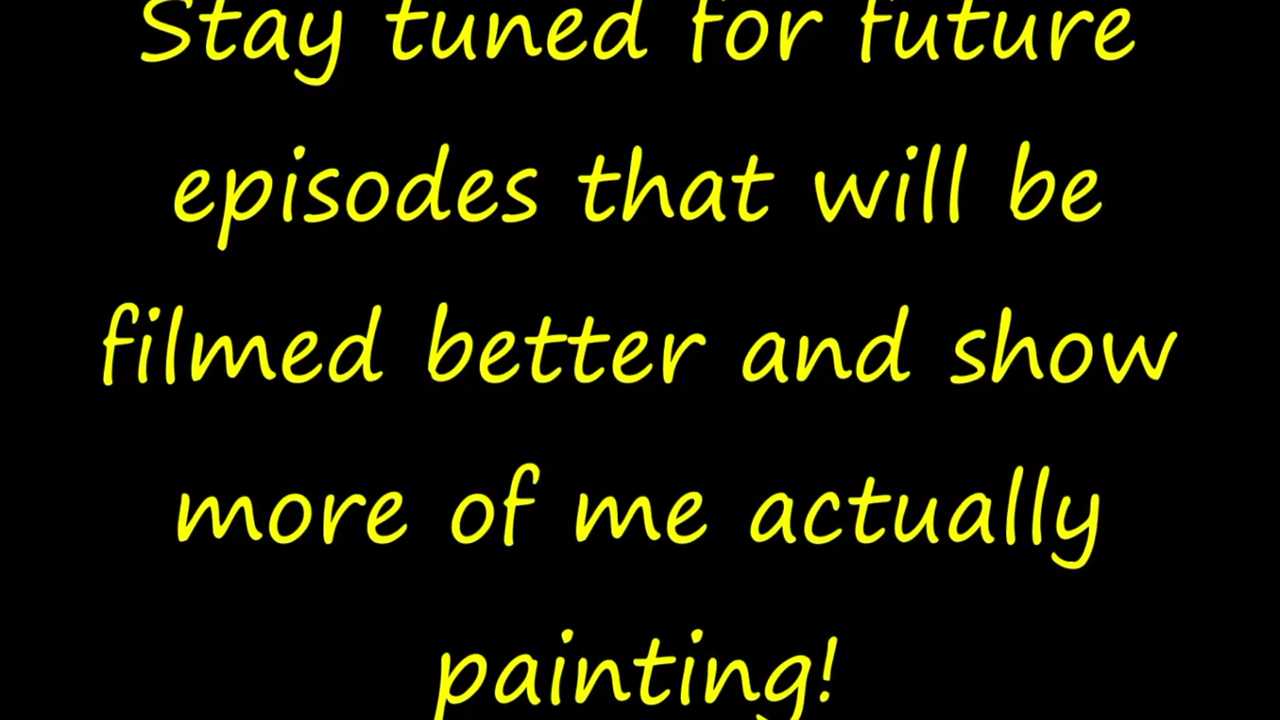 Stay tuned for future
episodes that will be
filmed better and show
more of me actually
painting!